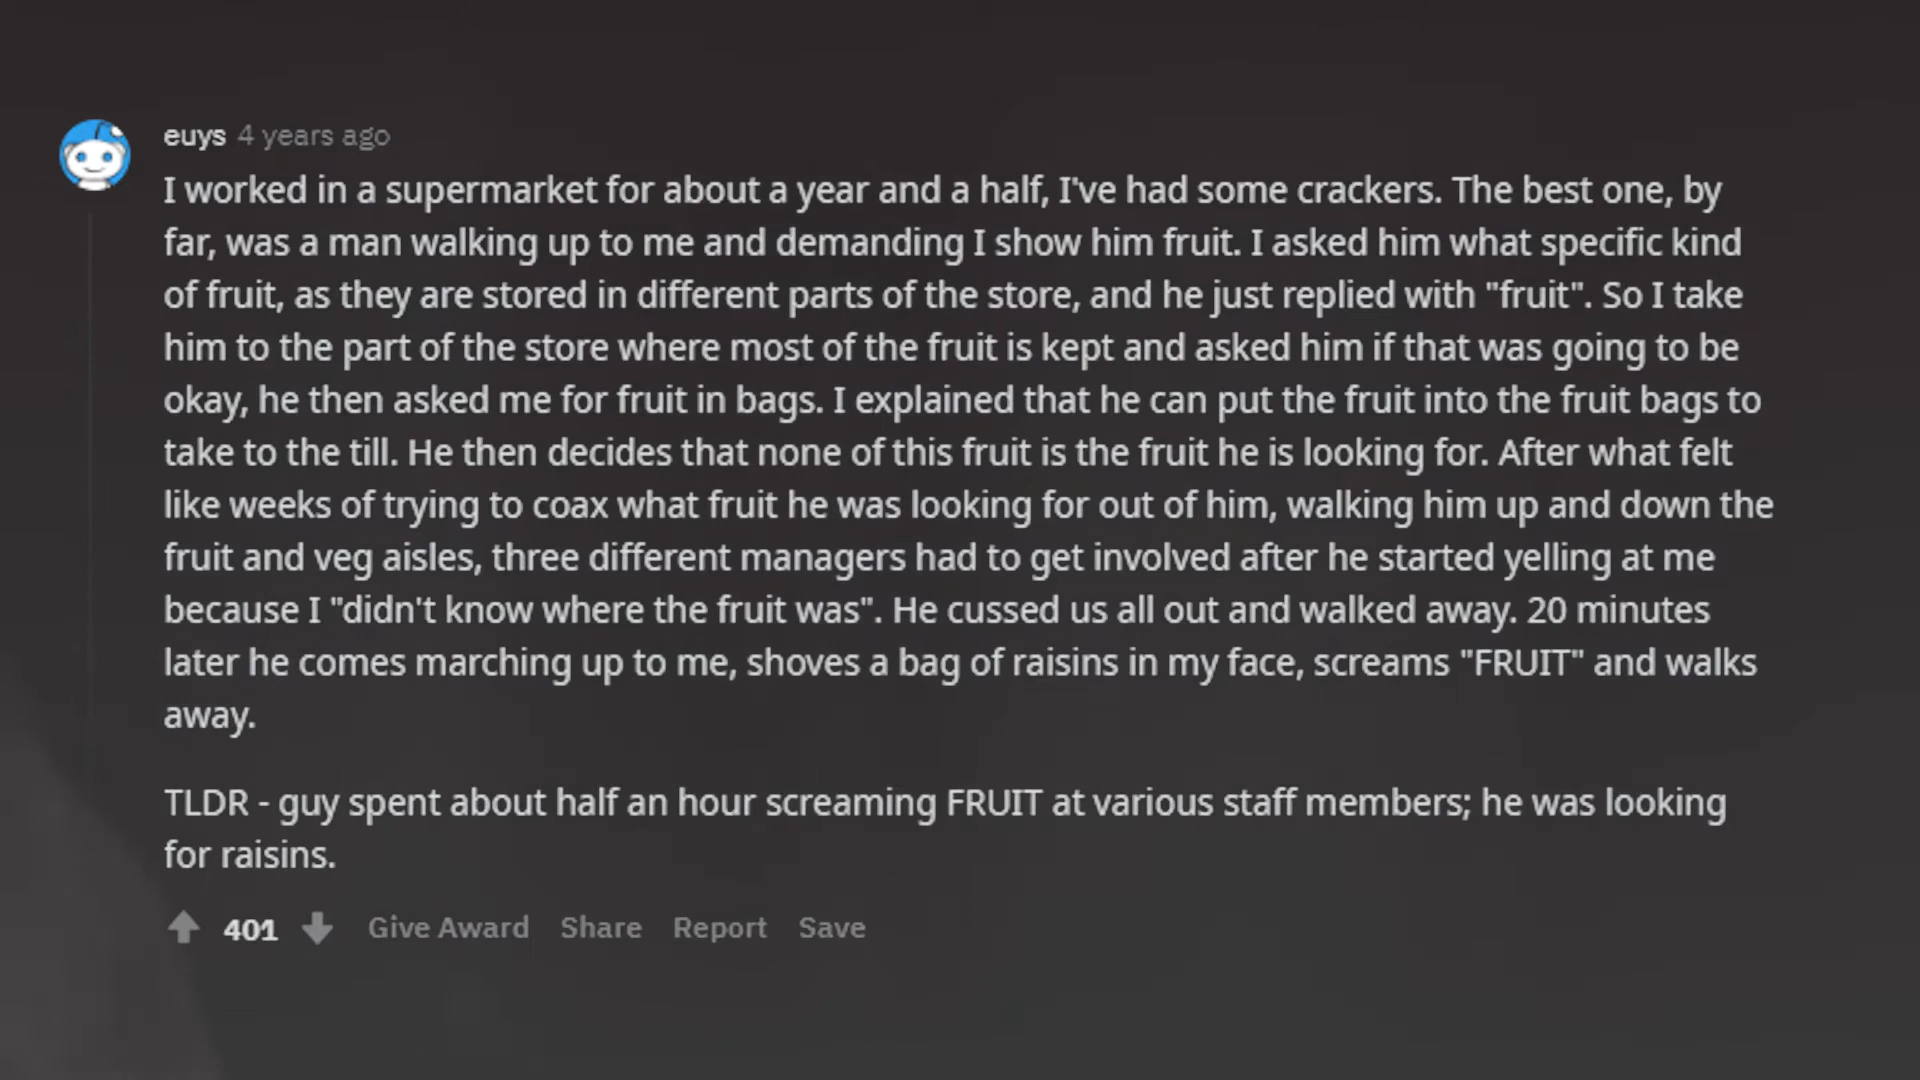 euys 4 years ago
I worked in a supermarket for about a year and a half, I've had some crackers. The best one, by
far, was a man walking up to me and demanding I show him fruit. I asked him what specific kind
of fruit, as they are stored in different parts of the store, and he just replied with "fruit". So I take
him to the part of the store where most of the fruit is kept and asked him if that was going to be
okay, he then asked me for fruit in bags. I explained that he can put the fruit into the fruit bags to
take to the till. He then decides that none of this fruit is the fruit he is looking for. After what felt
like weeks of trying to coax what fruit he was looking for out of him, walking him up and down the
fruit and veg aisles, three different managers had to get involved after he started yelling at me
because I "didn't know where the fruit was". He cussed us all out and walked away. 20 minutes
later he comes marching up to me, shoves a bag of raisins in my face, screams "FRUIT" and walks
away.
TLDR - guy spent about half an hour screaming FRUIT at various staff members; he was looking
for raisins.
401 Give Award Share Report Save